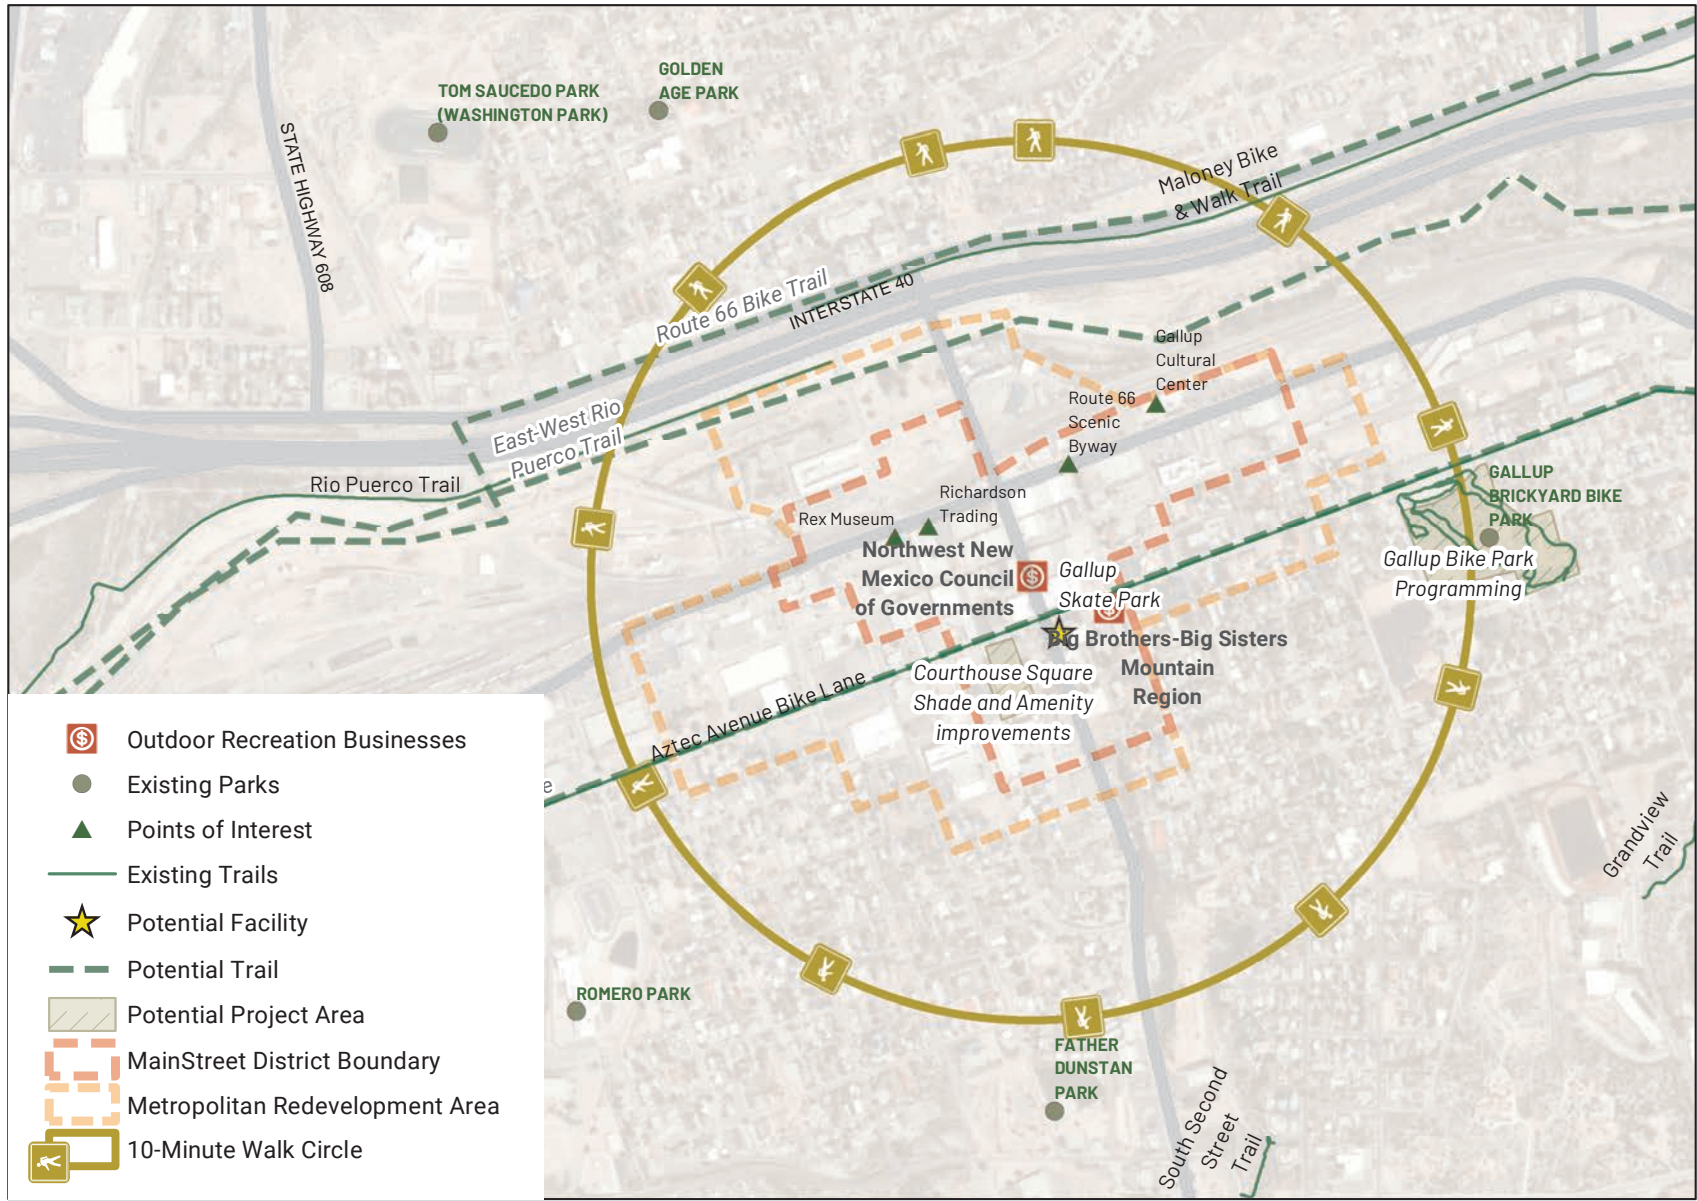 GOLDEN
AGE PARK
TOM SAUCEDO PARK
(WASHINGTON PARK)
STATE HIGHWAY 608
Maloney Bike
& Walk Trail
Route 66 Bike Trail
INTERSTATE 40
Gallup
Cultural
Center
Route 66
Scenic
Byway
East-West Rio
Puerco Trail
Rio Puerco Trail
Richardson
Trading
Rex Museum
GALLUP
BRICKYARD BIKE
PARK
Gallup Bike Park
Programming
Northwest New
Mexico Council
of Governments
Gallup
Skate Park
Big Brothers-Big Sisters
Mountain
Region
Courthouse Square
Shade and Amenity
improvements
Aztec Avenue Bike Lane
e
Grandview
Trail
ROMERO PARK
FATHER
DUNSTAN
PARK
South Second
Street
Trail
Outdoor Recreation Businesses
Existing Parks
Points of Interest
Existing Trails
Potential Facility
Potential Trail
Potential Project Area
MainStreet District Boundary
Metropolitan Redevelopment Area
10-Minute Walk Circle